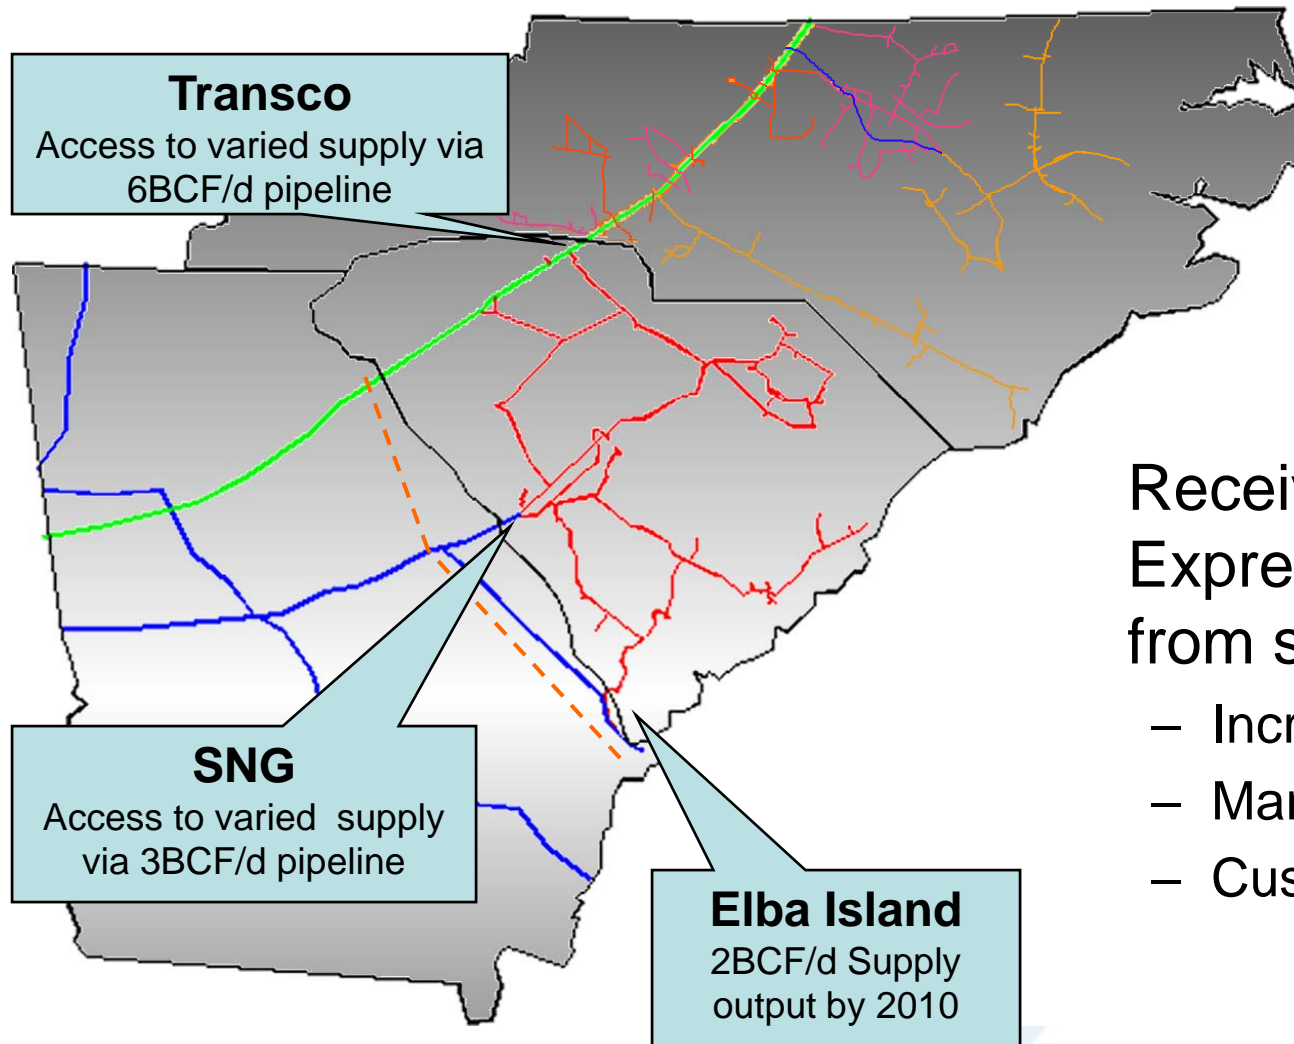 Transco
Access to varied supply via
6BCF/d pipeline
SNG
Access to varied supply
via 3BCF/d pipeline
Elba Island
2BCF/d Supply
output by 2010
from
–
–
–